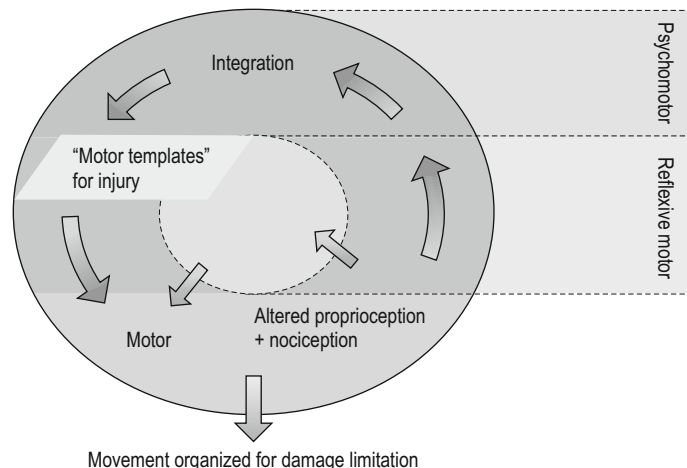 Integration
Psychomotor
"Motor templates"
for injury
Reflexive motor
Altered proprioception
+ nociception
Motor
Movement organized for damage limitation